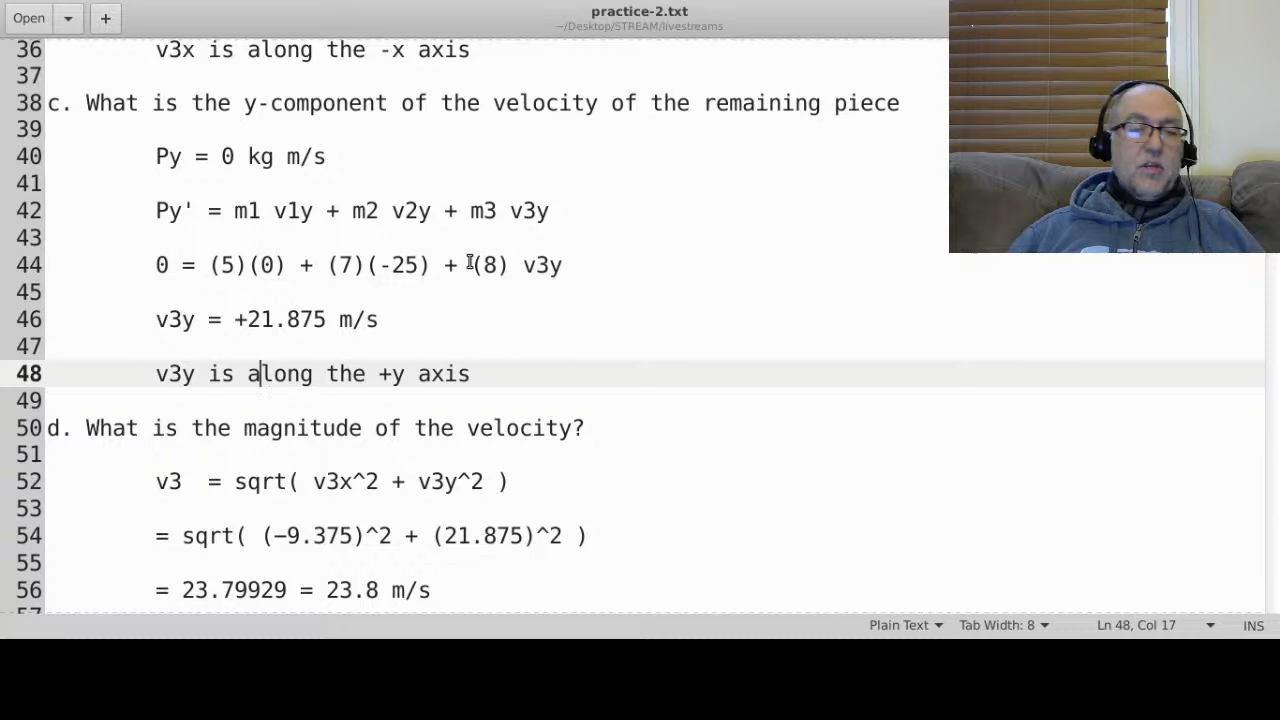 Open
practice-2.txt
~/Desktop/STREAM/livestreams
36 v3x is along the -x axis
37
38 c. What is the y-component of the velocity of the remaining piece
39
40 Py = 0 kg m/s
41
42 Py' = m1 v1y + m2 v2y + m3 v3y
43
44 0 = (5)(0) + (7)(-25) + (8) v3y
45
46 v3y = +21.875 m/s
47
48 v3y is along the +y axis
49
50 d. What is the magnitude of the velocity?
51
52 v3 = sqrt( v3x^2 + v3y^2 )
53
54 = sqrt( (−9.375)^2 + (21.875)^2 )
55
56 = 23.79929 = 23.8 m/s
57
Plain Text Tab Width: 8 Ln 48, Col 17 INS